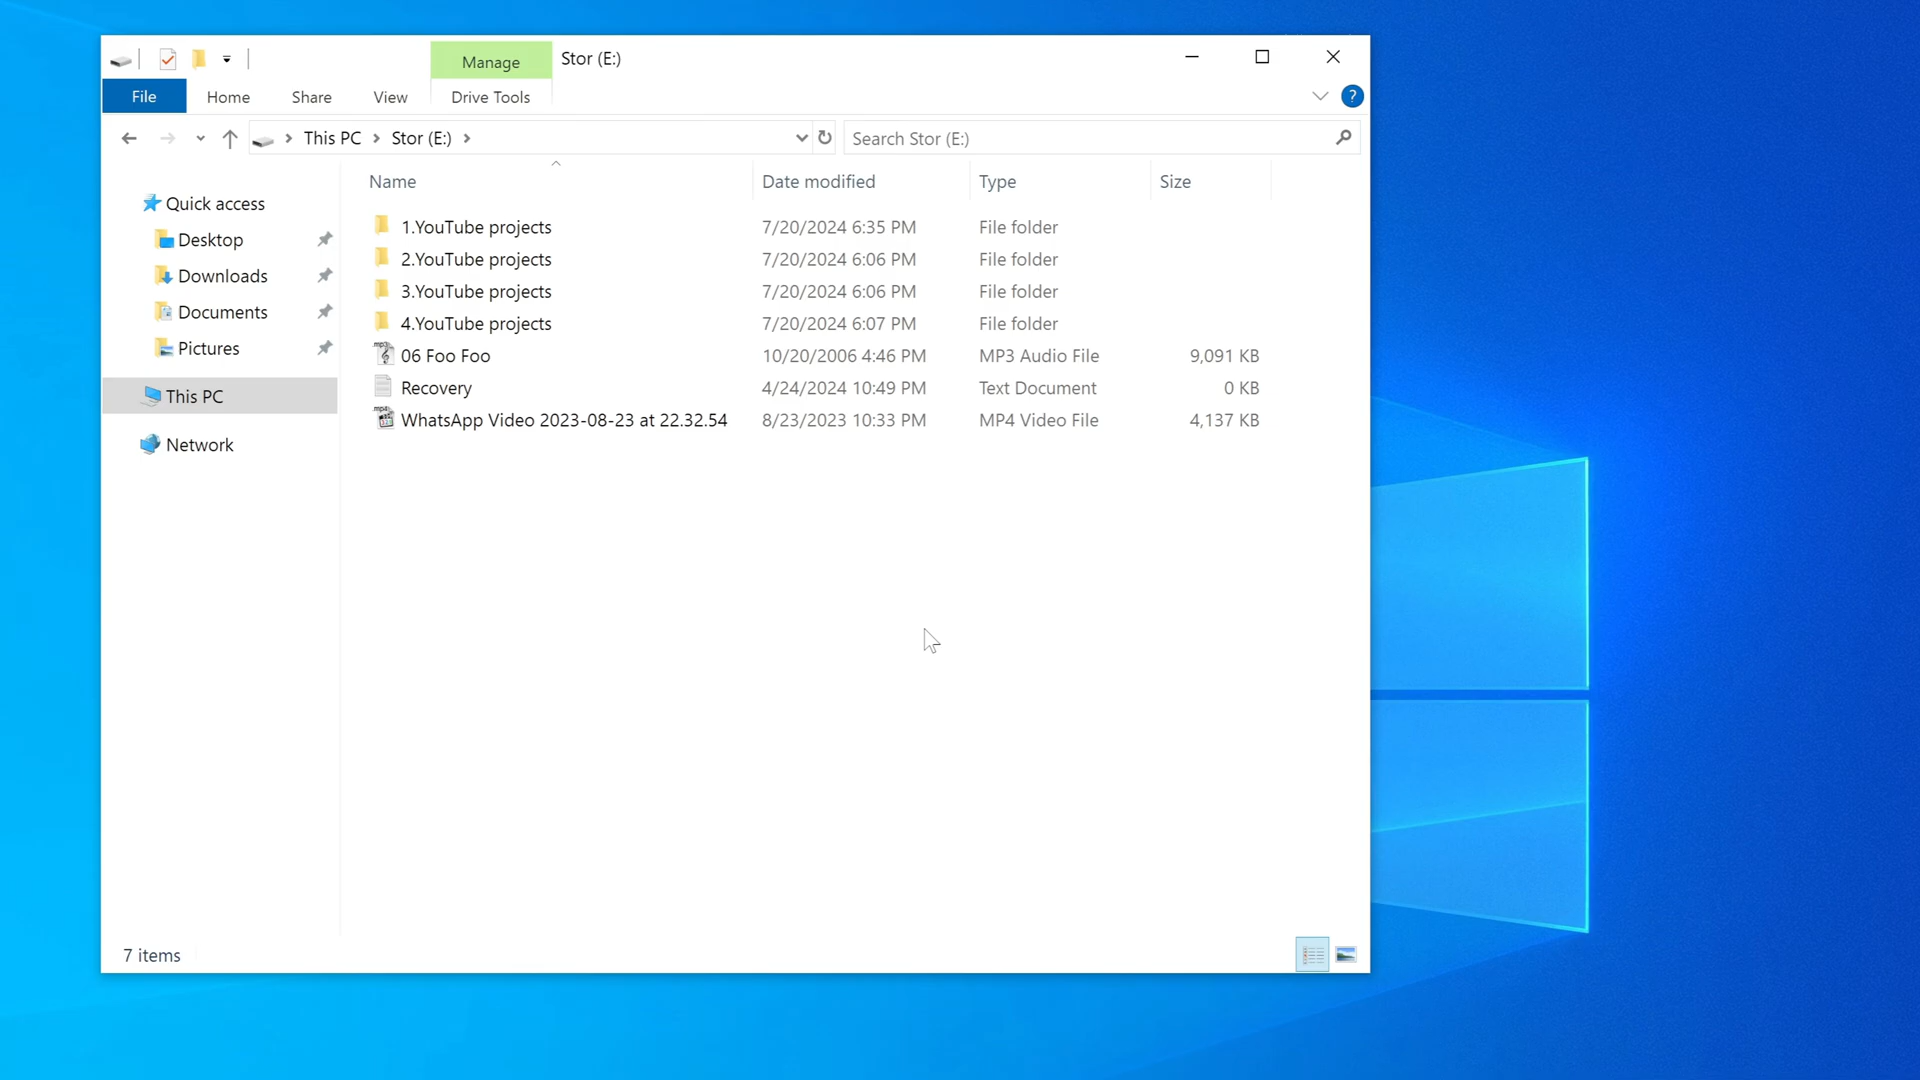 Manage Stor (E:)
File Home Share View Drive Tools ?
This PC Stor (E:) Search Stor (E:)
Name Date modified Type Size
Quick access
Desktop
Downloads
Documents
Pictures
This PC
Network
1.YouTube projects 7/20/2024 6:35 PM File folder
2.YouTube projects 7/20/2024 6:06 PM File folder
3.YouTube projects 7/20/2024 6:06 PM File folder
4.YouTube projects 7/20/2024 6:07 PM File folder
mp3 06 Foo Foo 10/20/2006 4:46 PM MP3 Audio File 9,091 KB
Recovery 4/24/2024 10:49 PM Text Document 0 KB
mp4 WhatsApp Video 2023-08-23 at 22.32.54 8/23/2023 10:33 PM MP4 Video File 4,137 KB
7 items